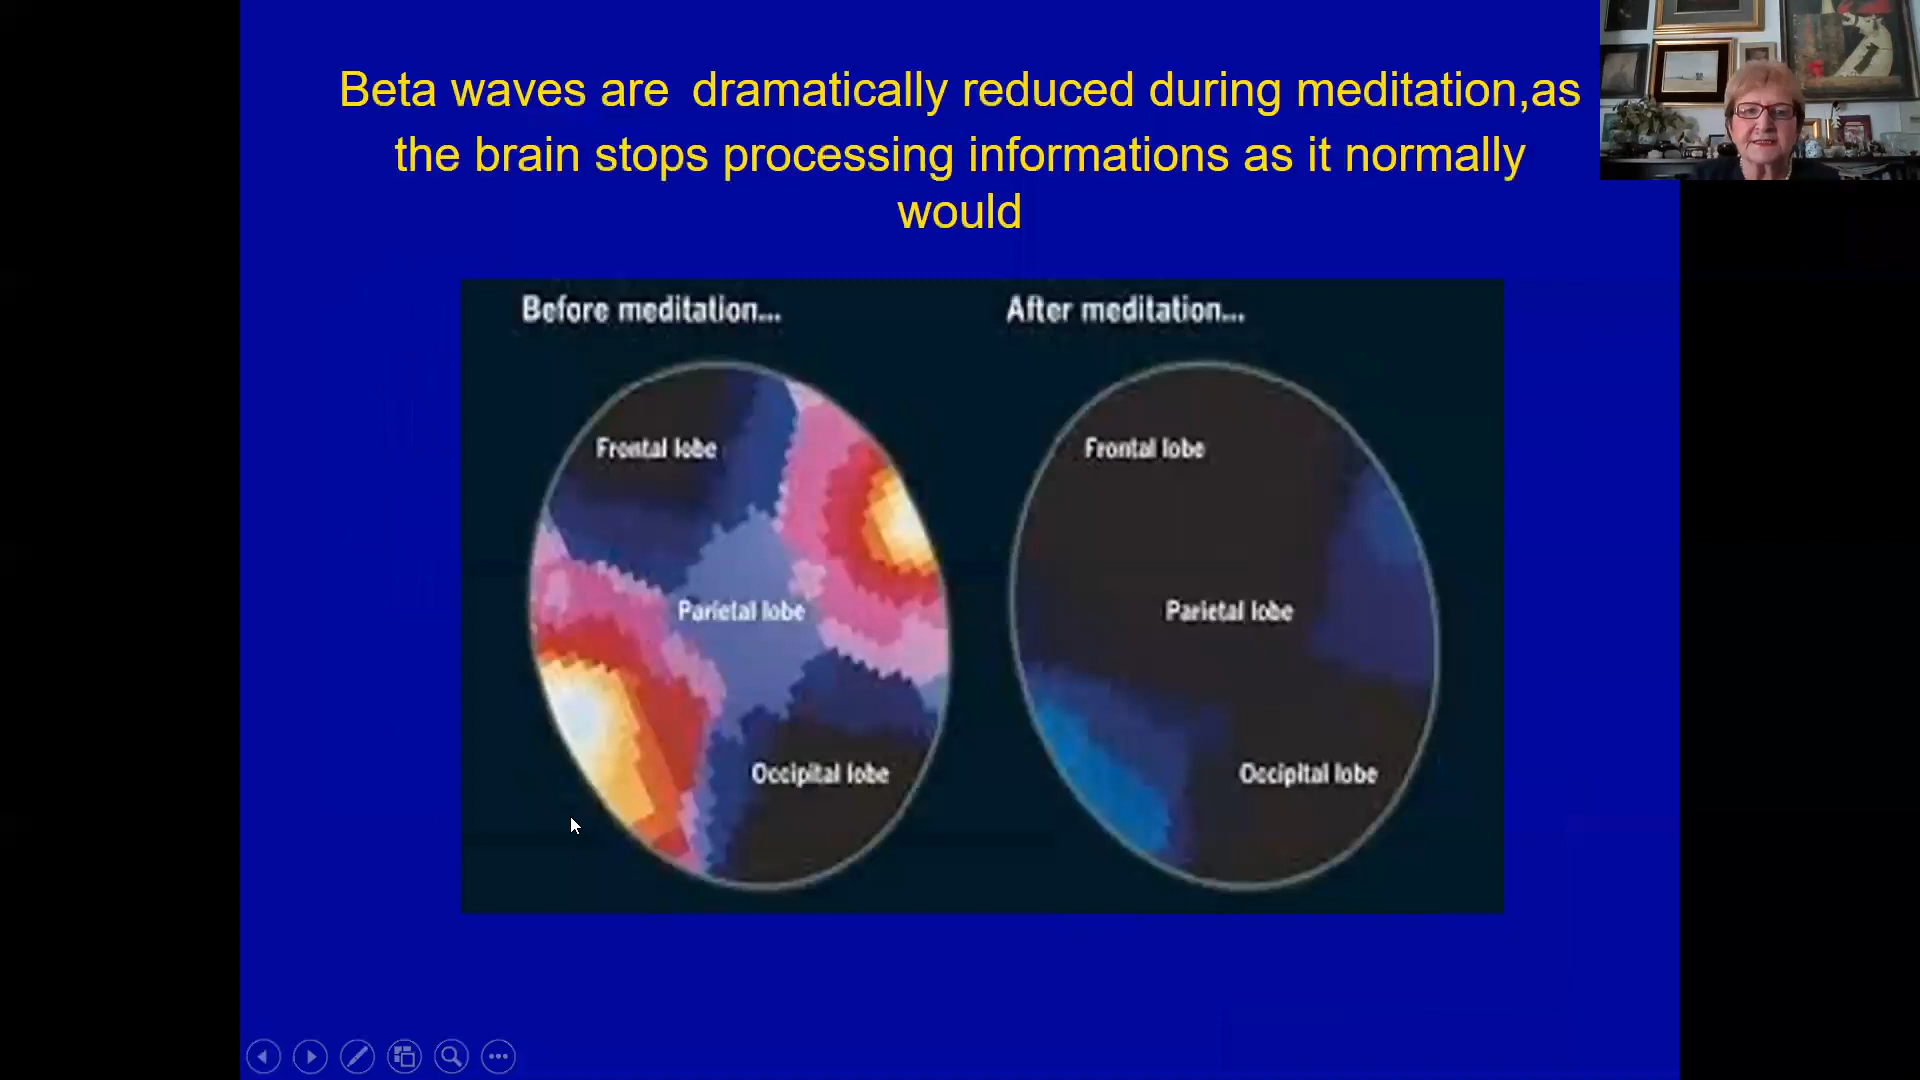 Beta waves are dramatically reduced during meditation,as
the brain stops processing informations as it normally
would
Before meditation...
After meditation...
Frontal lobe
Parietal lobe
Occipital lobe
Frontal lobe
Parietal lobe
Occipital lobe